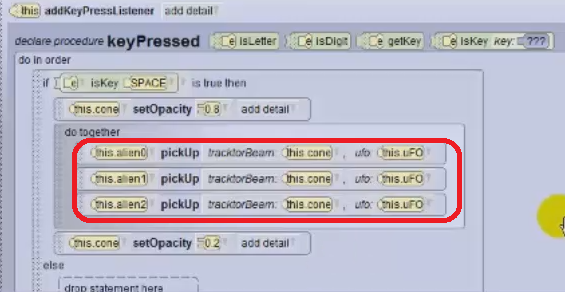 this addKeyPressListener add detail
declare procedure keyPressed e isLetter e isDigit e getKey e isKey key: ???
do in order
if e isKey SPACE is true then
this.cone setOpacity 0.8 add detail
do together
this.alien0 pickUp tracktorBeam: this.cone , ufo: this.uFO
this.alien1 pickUp tracktorBeam: this.cone , ufo: this.uFO
this.alien2 pickUp tracktorBeam: this.cone , ufo: this.uFO
this.cone setOpacity 0.2 add detail
else
drop statement here